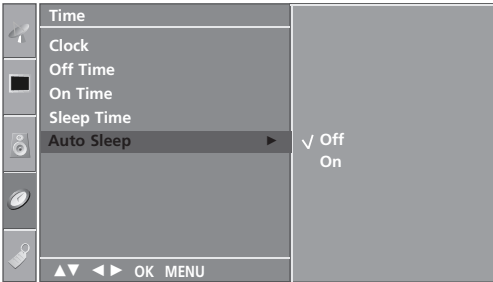 Time
Clock
Off Time
On Time
Sleep Time
Auto Sleep ► √ Off
On
▲▼ ◄► OK MENU